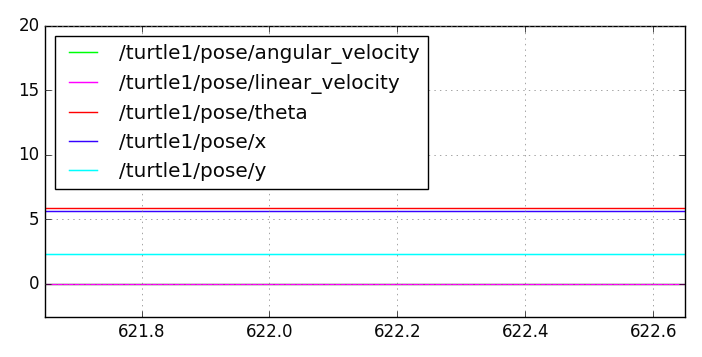 20
15
10
5
0
/turtle1/pose/angular_velocity
/turtle1/pose/linear_velocity
/turtle1/pose/theta
/turtle1/pose/x
/turtle1/pose/y
621.8 622.0 622.2 622.4 622.6